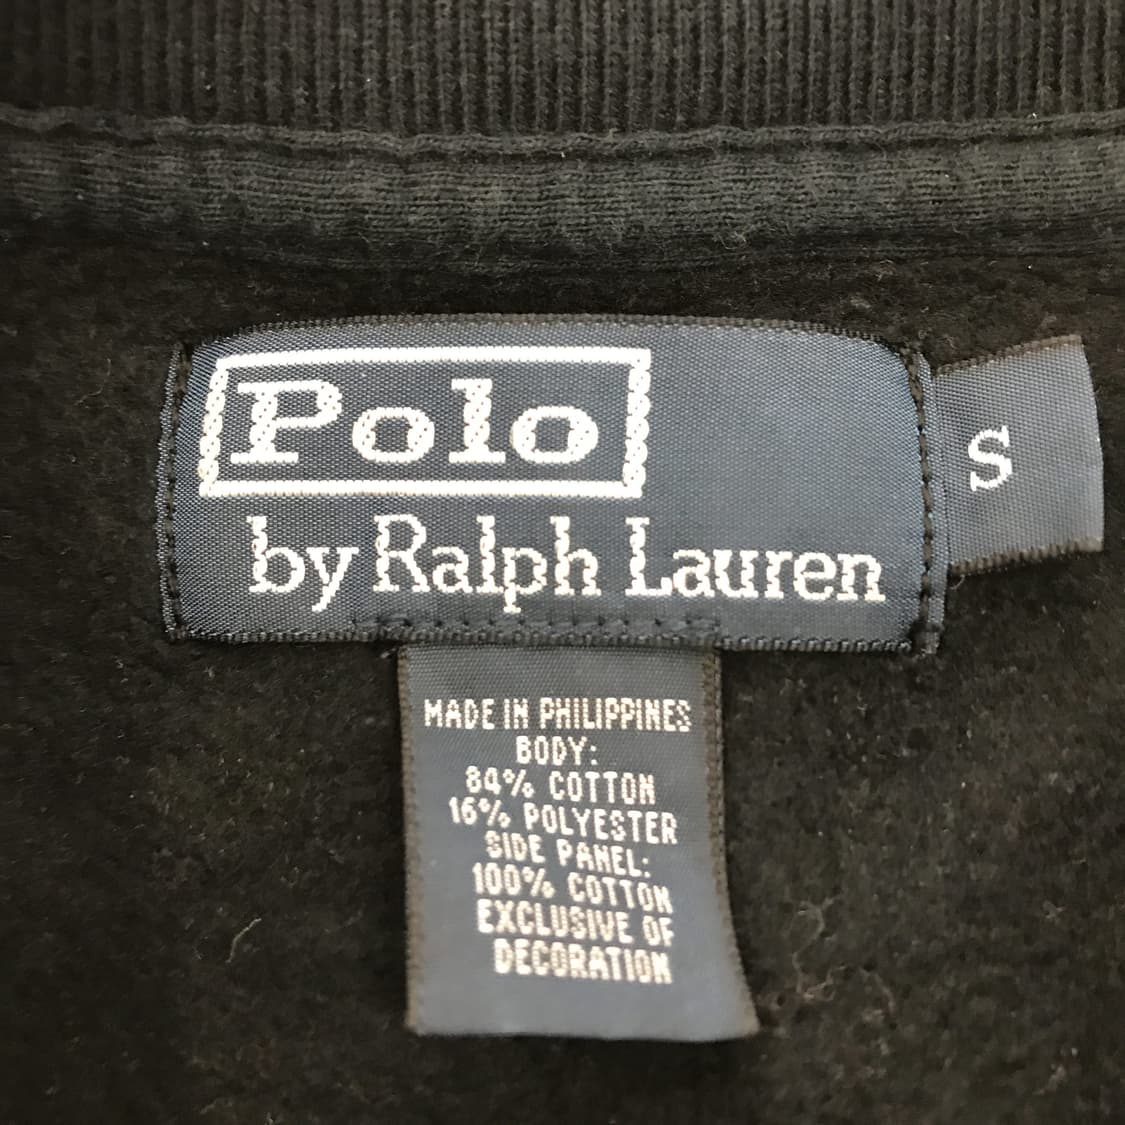 Polo
by Ralph Lauren
S
MADE IN PHILIPPINES
BODY:
84% COTTON
16% POLYESTER
SIDE PANEL:
100% COTTON
EXCLUSIVE OF
DECORATION